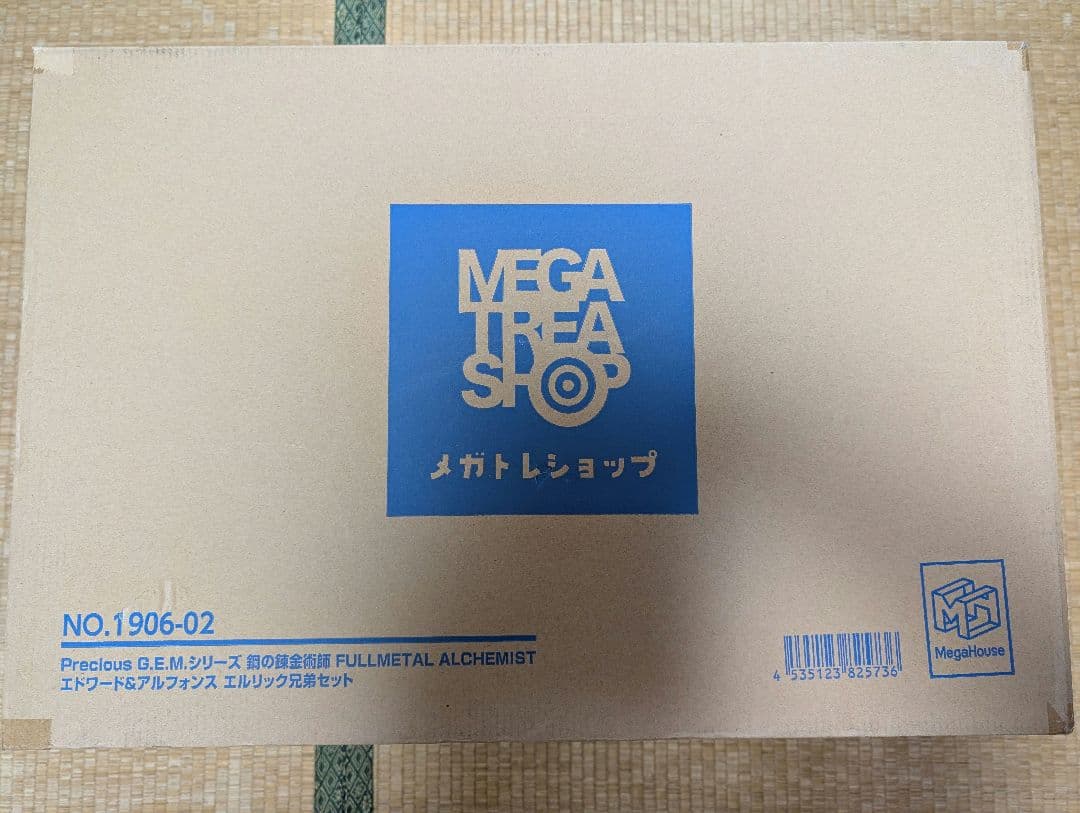 MEGA
TREA
SHOP
メガトレショップ
NO.1906-02
Precious G.E.M.シリーズ 鋼の錬金術師 FULLMETAL ALCHEMIST
エドワード&アルフォンス エルリック兄弟セット
4 535123 825736
MegaHouse